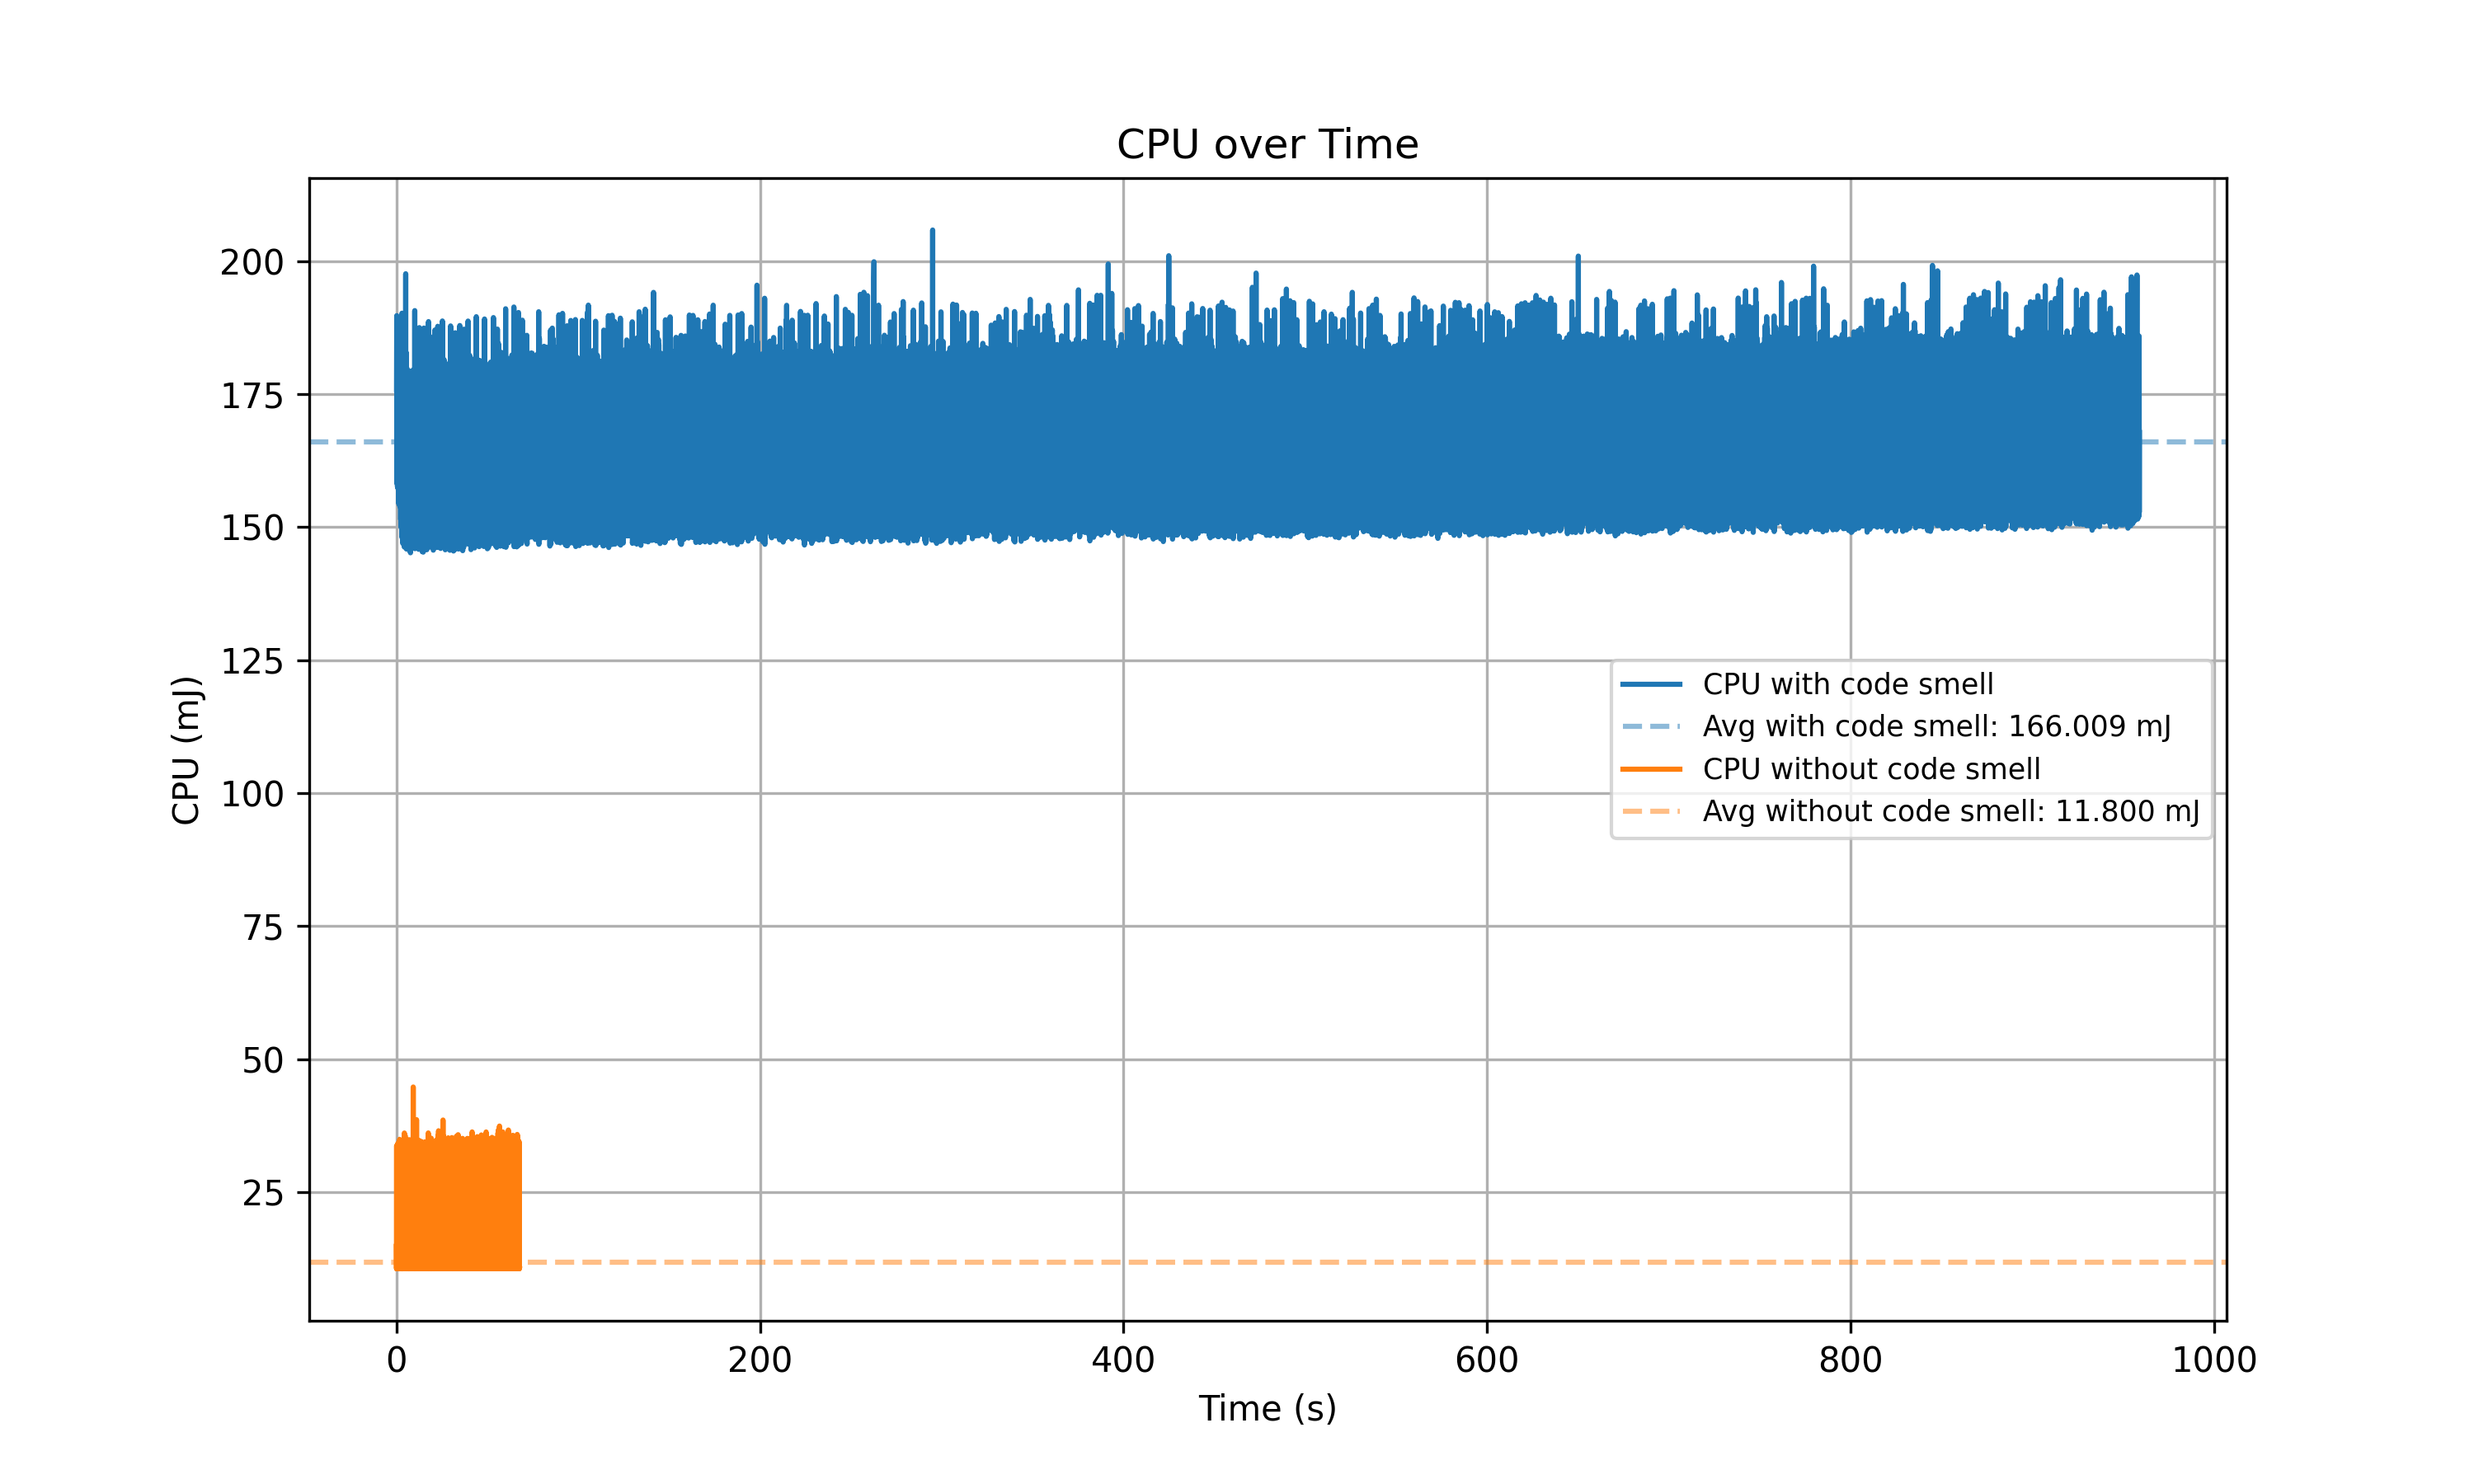 CPU over Time
200
175
150
125
100
75
50
25
CPU (mJ)
CPU with code smell
Avg with code smell: 166.009 mJ
CPU without code smell
Avg without code smell: 11.800 mJ
0
200
400
600
800
1000
Time (s)